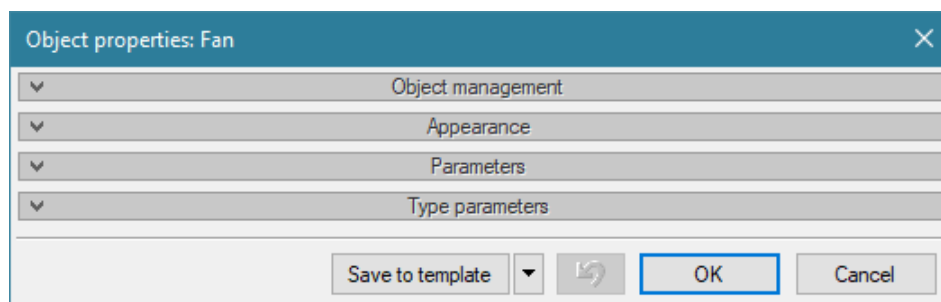 Object properties: Fan
Object management
Appearance
Parameters
Type parameters
Save to template
OK
Cancel